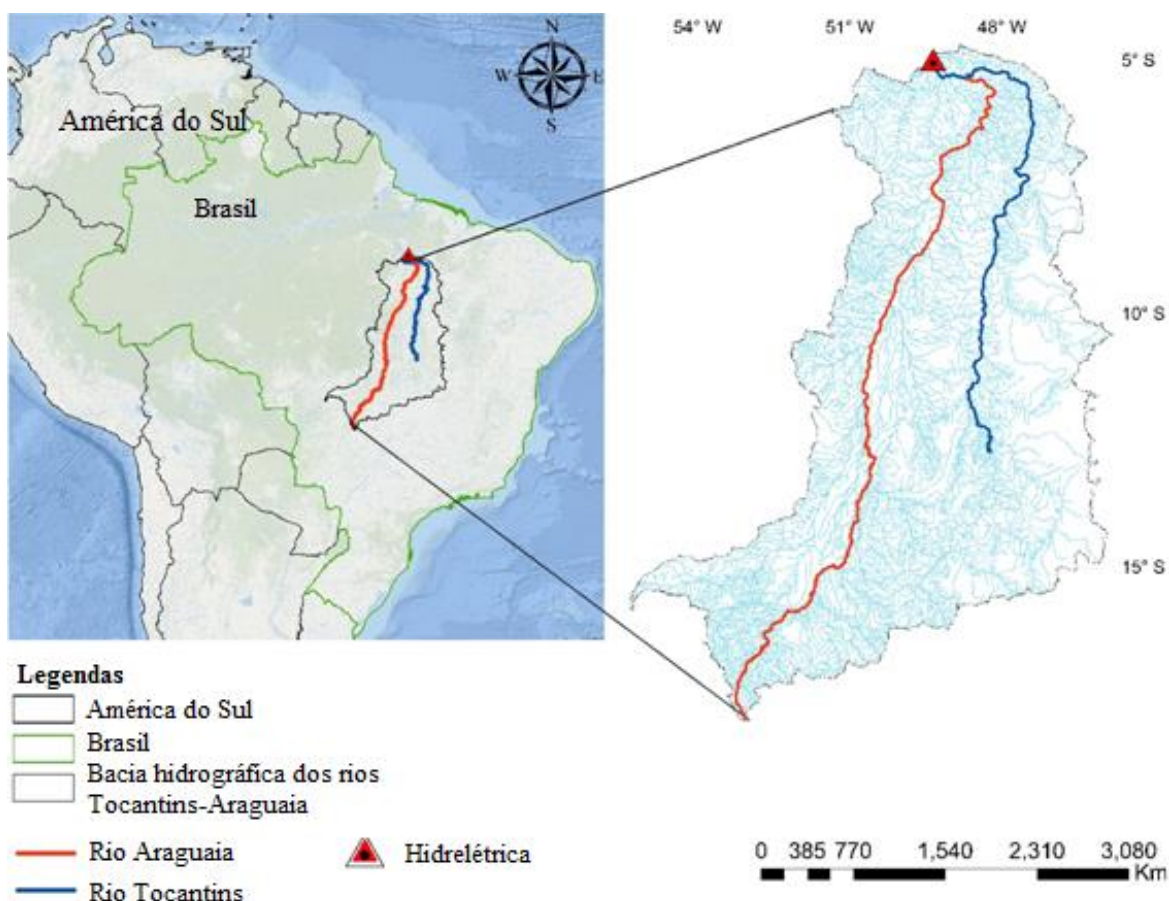 54° W 51° W 48° W
N
W E
S
5° S
América do Sul
Brasil
10° S
15° S
Legendas
América do Sul
Brasil
Bacia hidrográfica dos rios
Tocantins-Araguaia
Rio Araguaia
Hidrelétrica
Rio Tocantins
0 385 770 1,540 2,310 3,080
Km